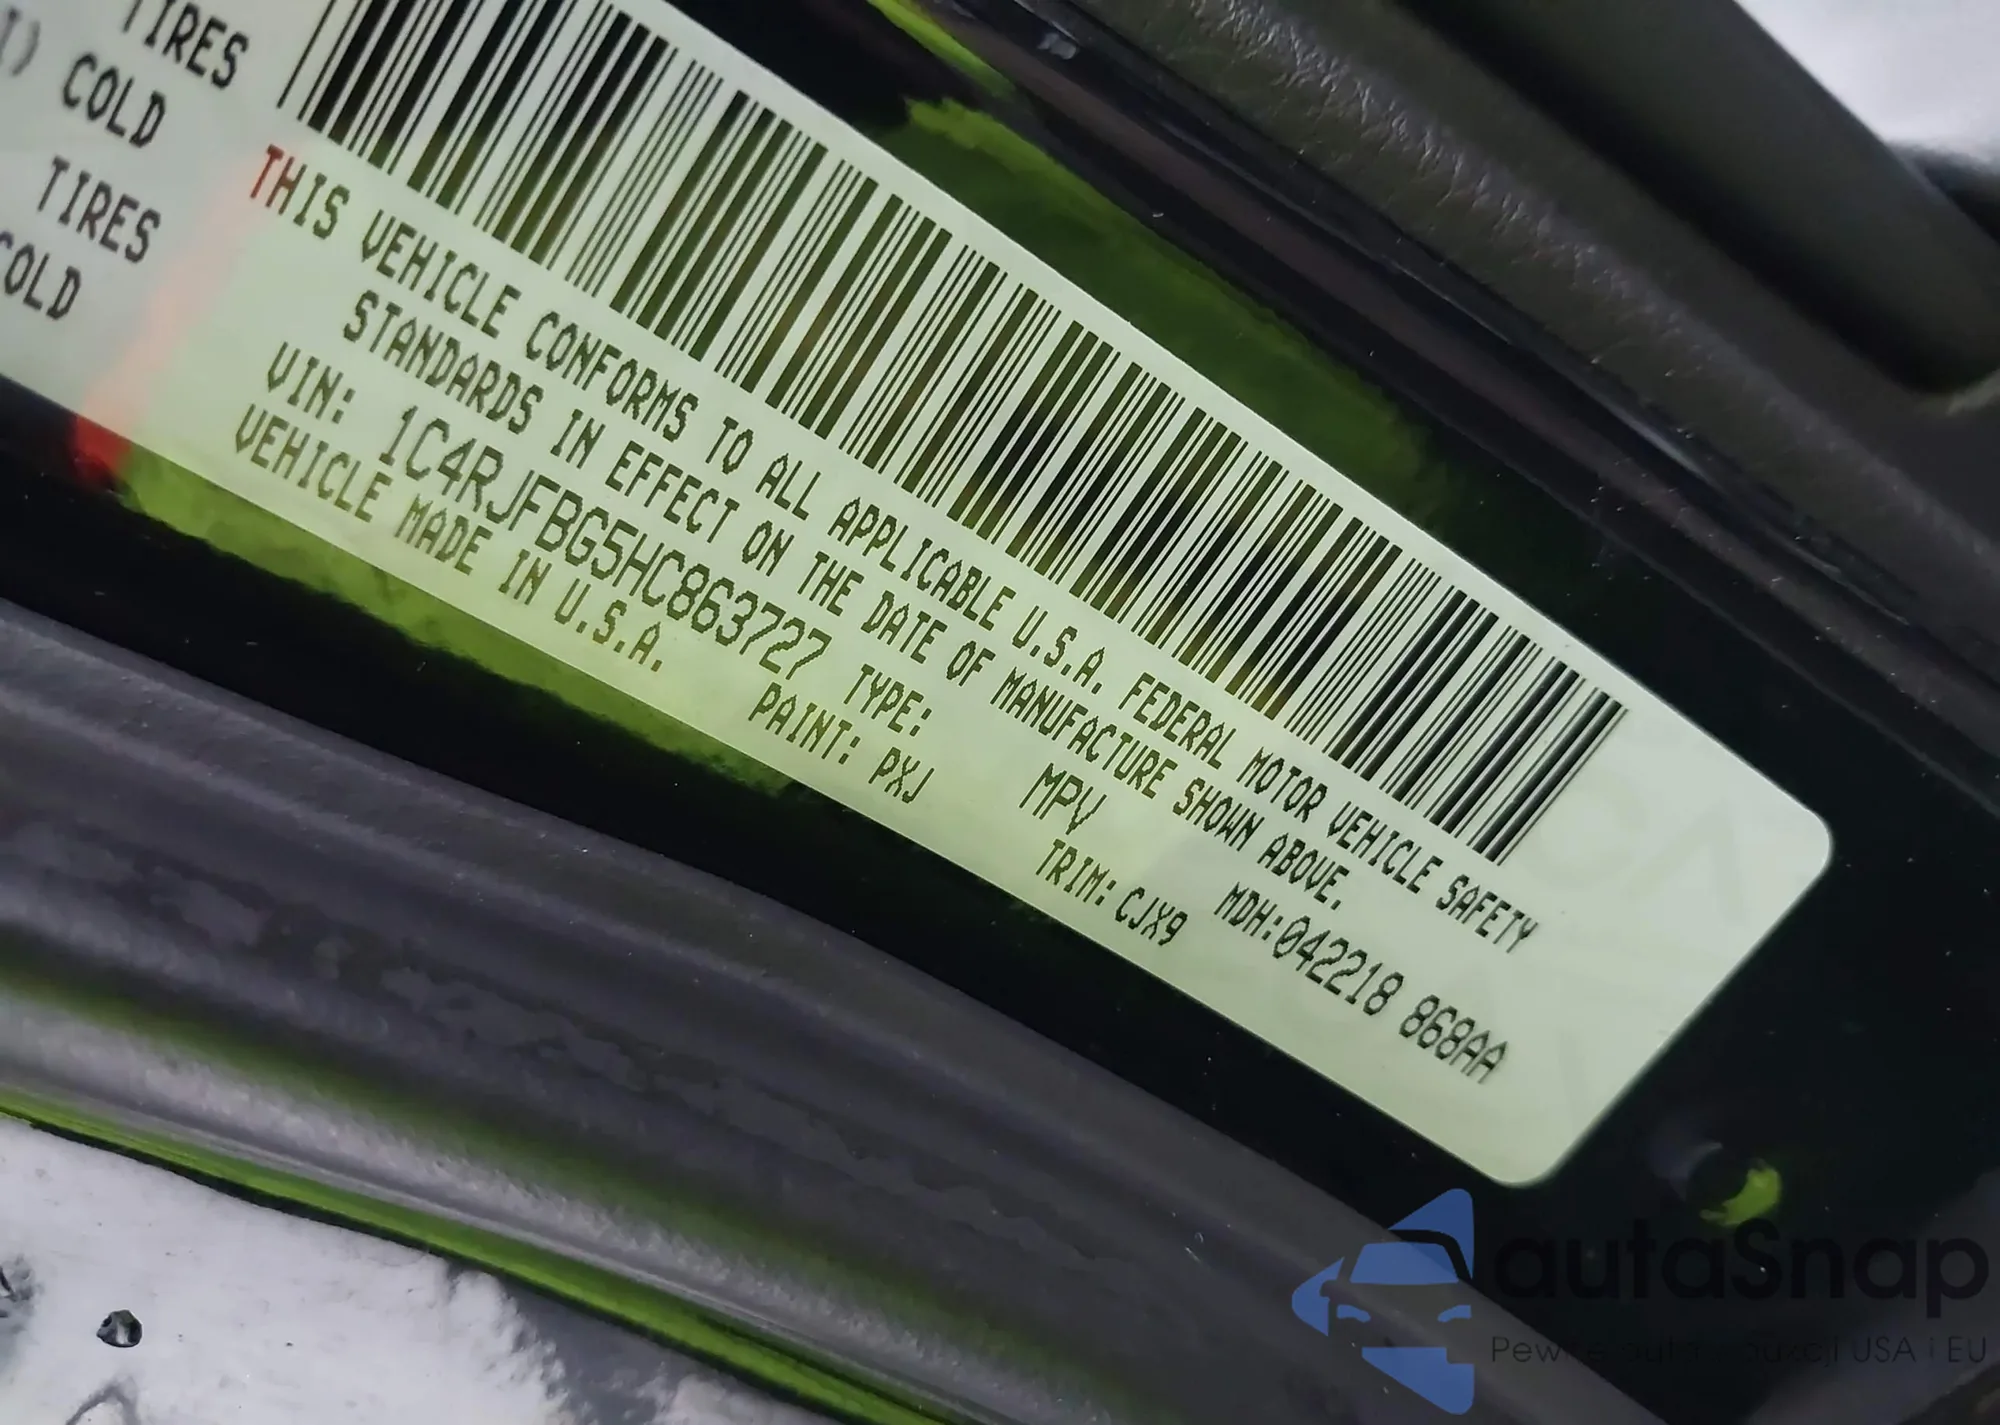 TIRES
I) COLD
TIRES
COLD
THIS VEHICLE CONFORMS TO ALL APPLICABLE U.S.A. FEDERAL MOTOR VEHICLE SAFETY
STANDARDS IN EFFECT ON THE DATE OF MANUFACTURE SHOWN ABOVE.
VIN: 1C4RJFBG5HC863727 TYPE: MPV MDH:042218 868AA
VEHICLE MADE IN U.S.A. PAINT: PXJ TRIM: CJX9
autaSnap
USA i EU